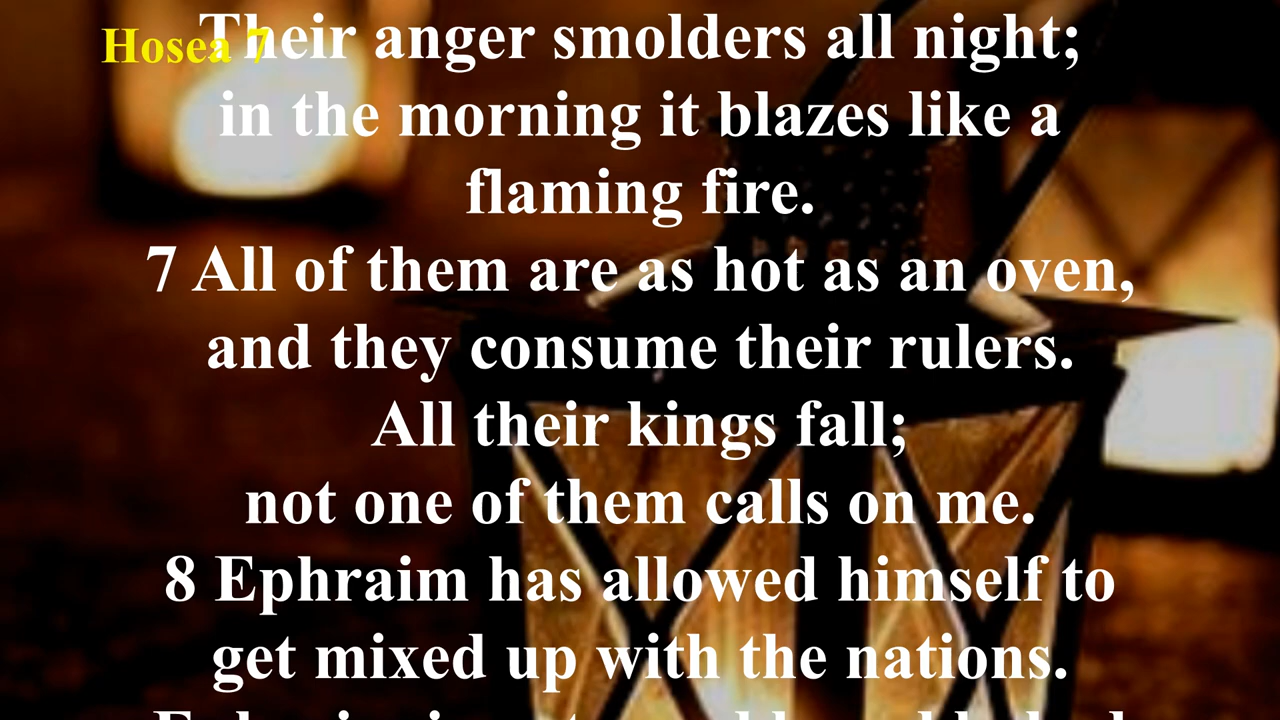 Hosea 7
Their anger smolders all night;
in the morning it blazes like a
flaming fire.
7 All of them are as hot as an oven,
and they consume their rulers.
All their kings fall;
not one of them calls on me.
8 Ephraim has allowed himself to
get mixed up with the nations.